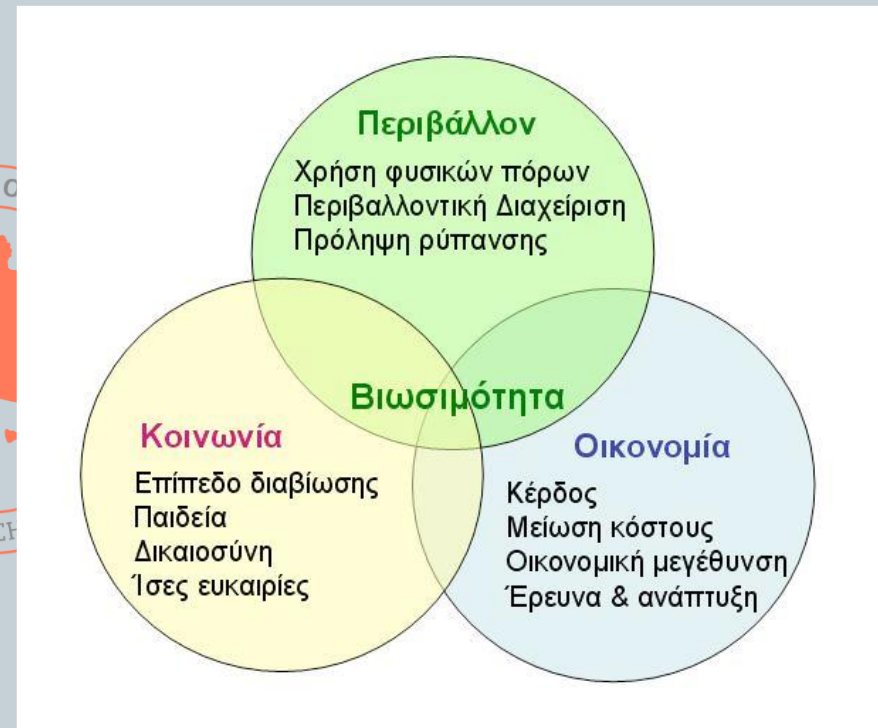 Περιβάλλον
Χρήση φυσικών πόρων
Περιβαλλοντική Διαχείριση
Πρόληψη ρύπανσης
Βιωσιμότητα
Κοινωνία
Επίπεδο διαβίωσης
Παιδεία
Δικαιοσύνη
Ίσες ευκαιρίες
Οικονομία
Κέρδος
Μείωση κόστους
Οικονομική μεγέθυνση
Έρευνα & ανάπτυξη